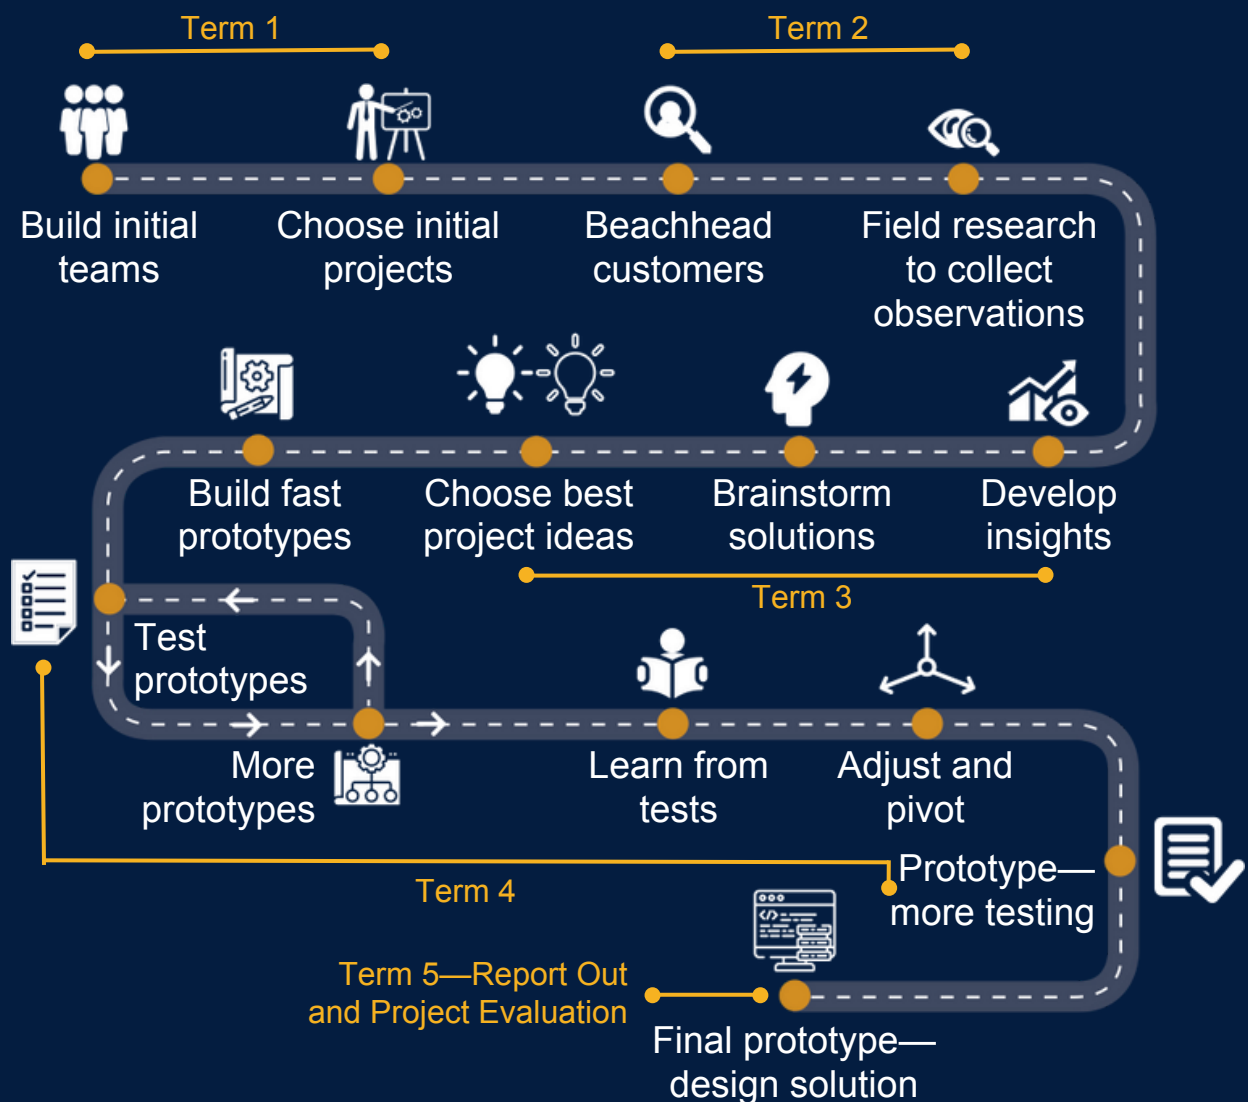 Term 1
Term 2
Build initial
teams
Choose initial
projects
Beachhead
customers
Field research
to collect
observations
Build fast
prototypes
Choose best
project ideas
Brainstorm
solutions
Develop
insights
Term 3
Test
prototypes
More
prototypes
Learn from
tests
Adjust and
pivot
Term 4
Prototype—
more testing
</>
Term 5—Report Out
and Project Evaluation
Final prototype—
design solution